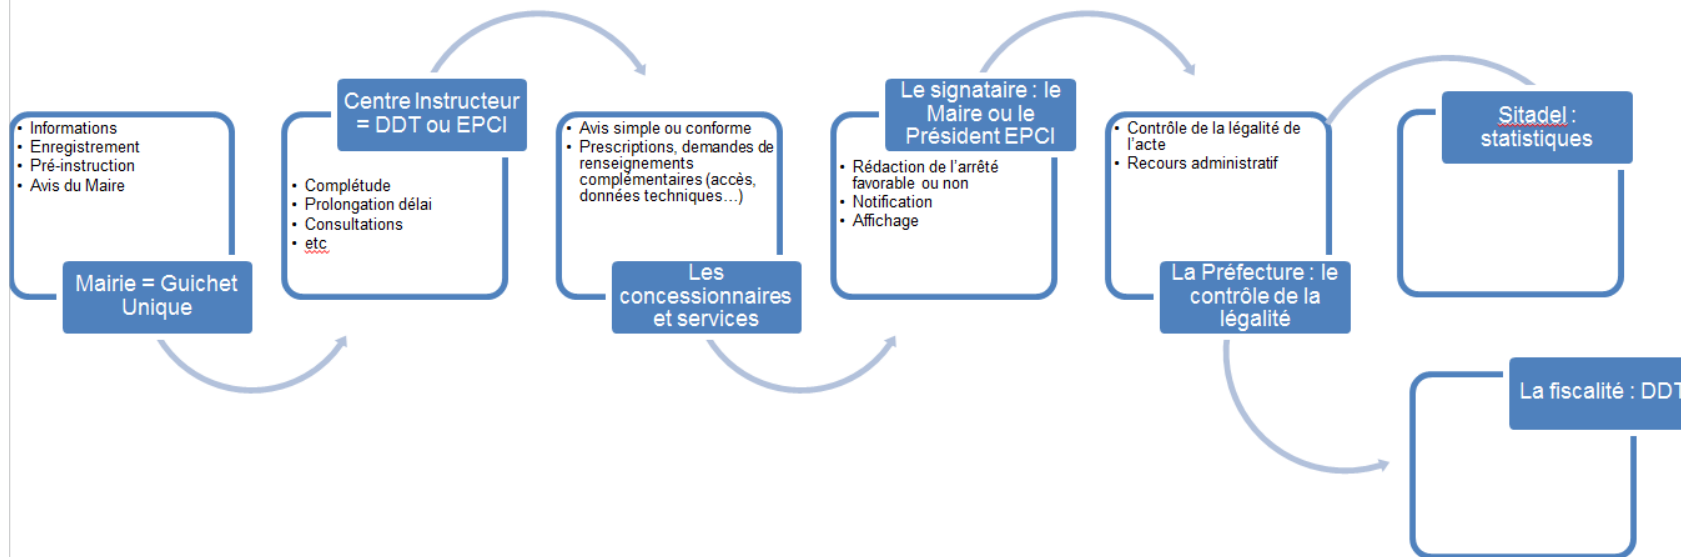 • Informations
• Enregistrement
• Pré-instruction
• Avis du Maire
Mairie = Guichet
Unique
Centre Instructeur
= DDT ou EPCI
• Complétude
• Prolongation délai
• Consultations
• etc
• Avis simple ou conforme
• Prescriptions, demandes de
renseignements
complémentaires (accès,
données techniques…)
Les
concessionnaires
et services
Le signataire : le
Maire ou le
Président EPCI
• Rédaction de l’arrêté
favorable ou non
• Notification
• Affichage
• Contrôle de la légalité de
l’acte
• Recours administratif
La Préfecture : le
contrôle de la
légalité
Sitadel :
statistiques
La fiscalité : DDT